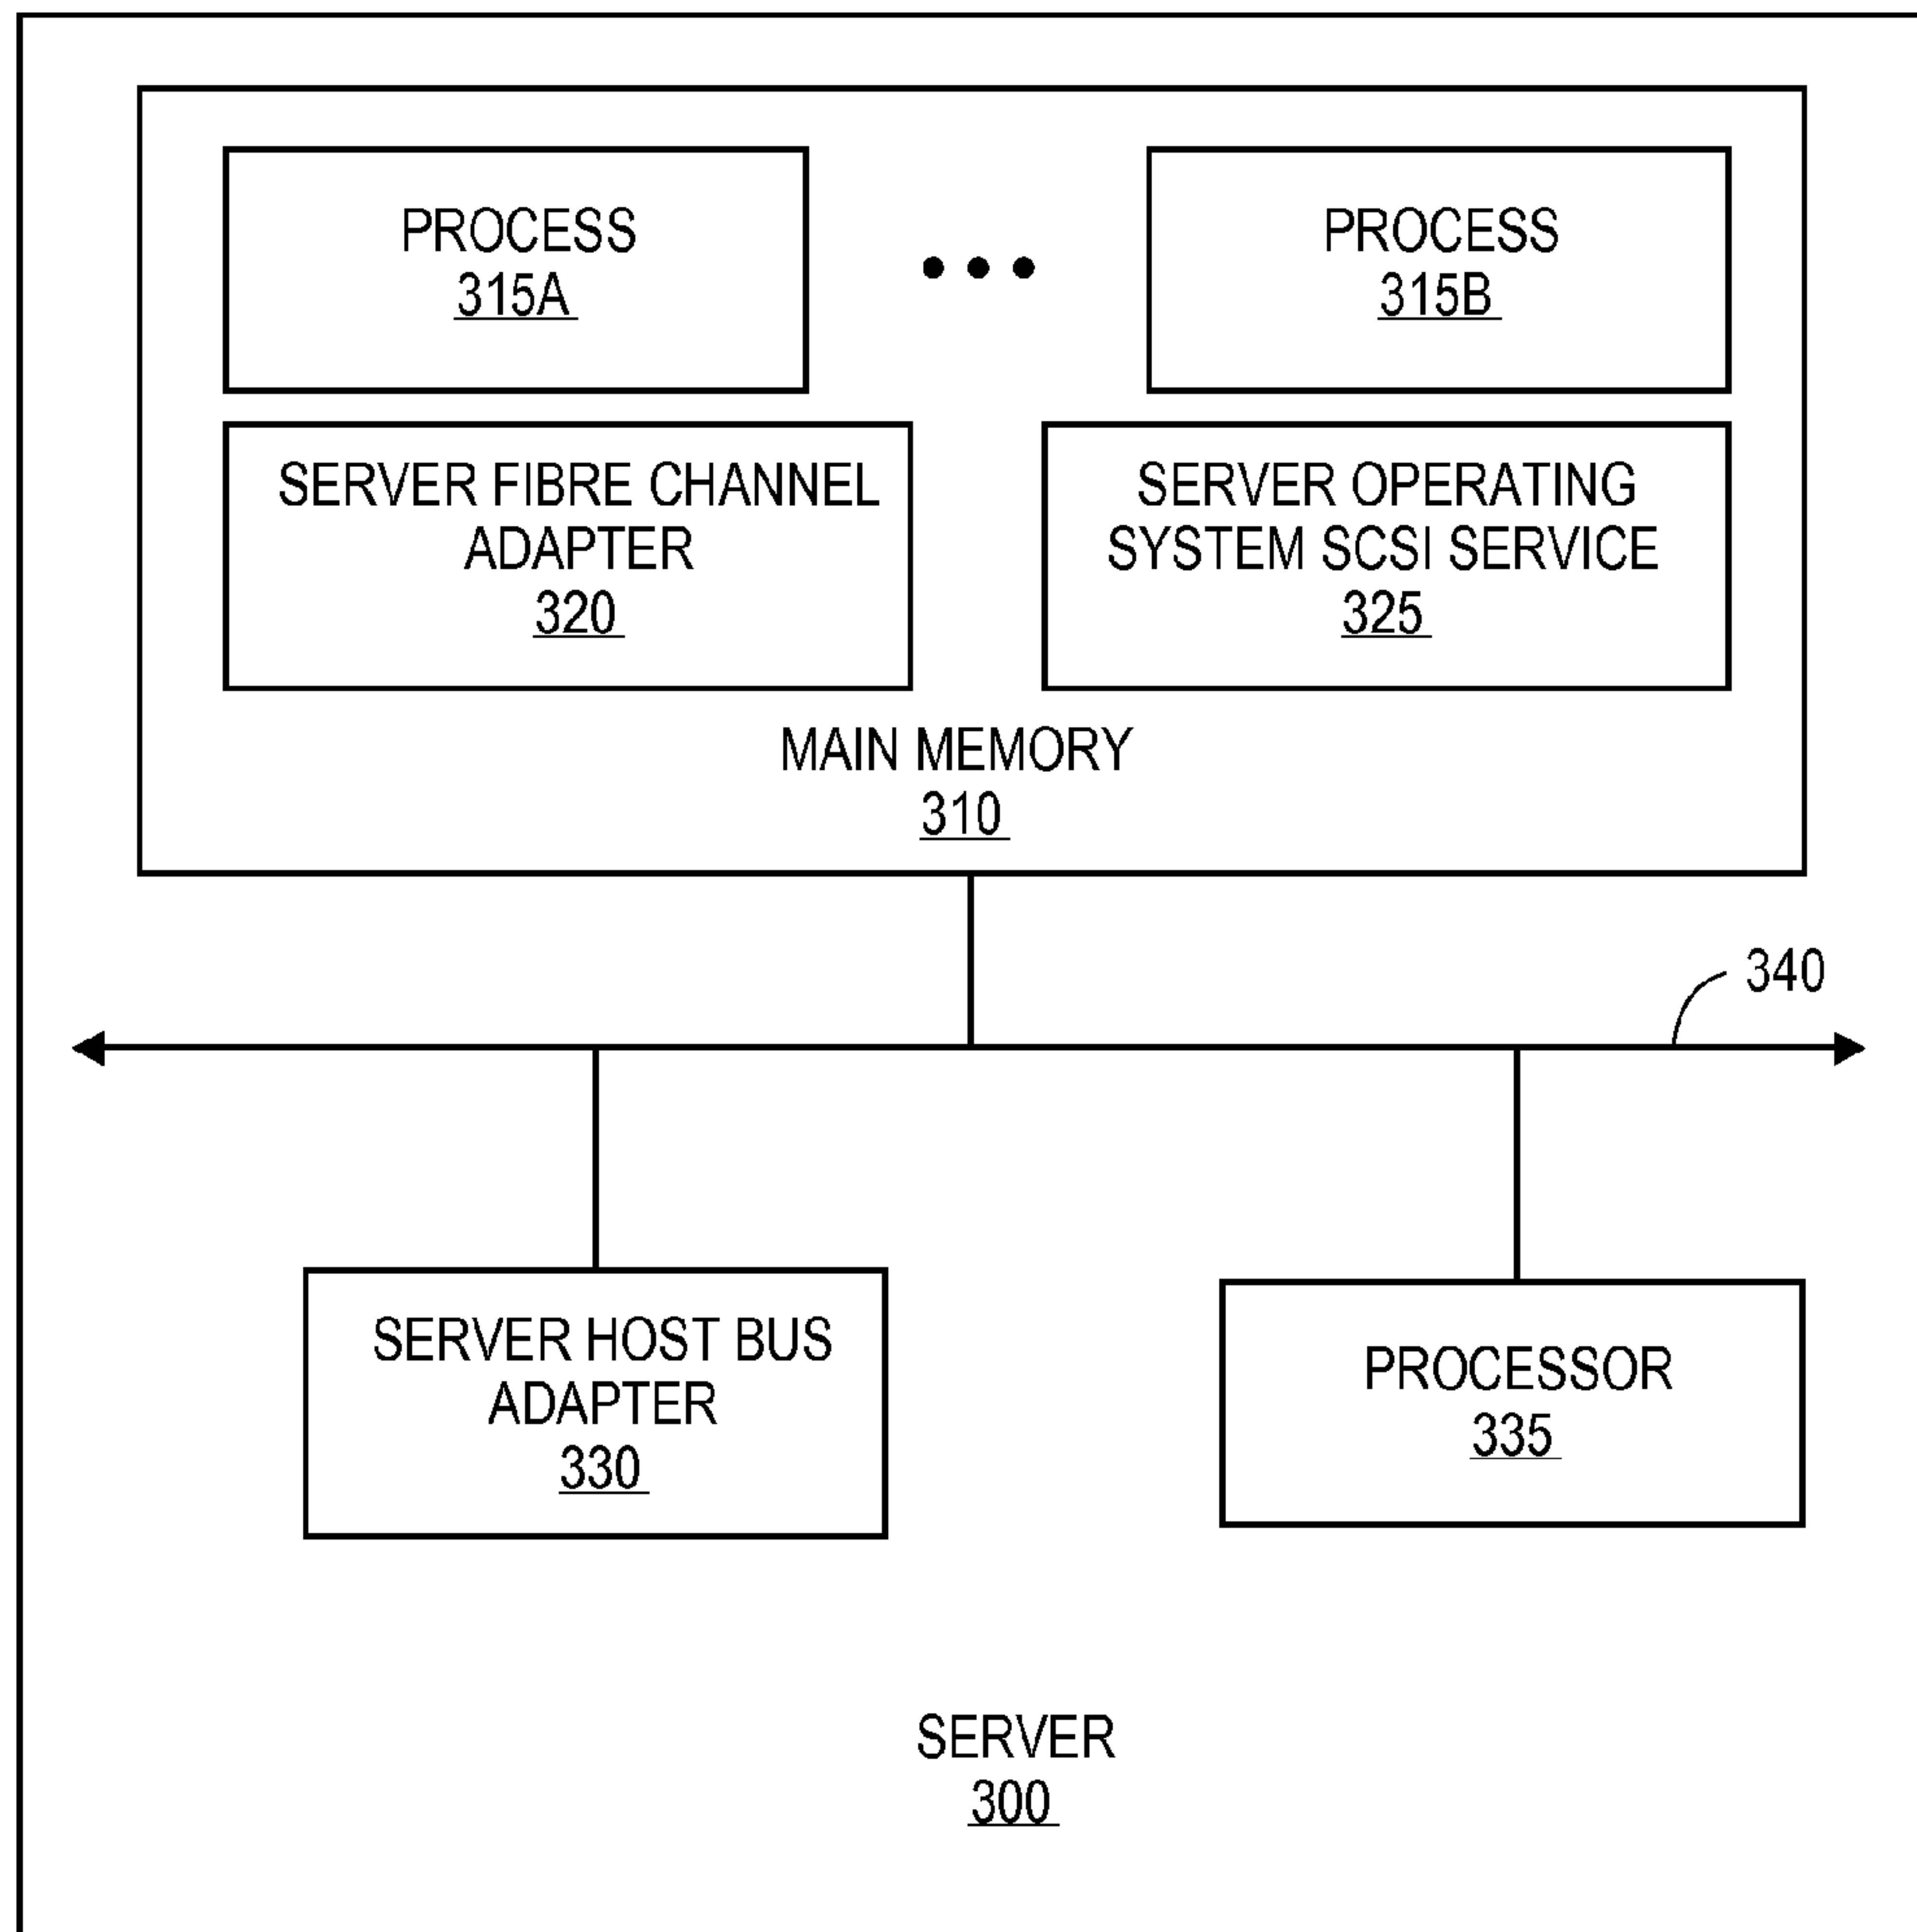 PROCESS
315A
PROCESS
315B
SERVER FIBRE CHANNEL
ADAPTER
320
SERVER OPERATING
SYSTEM SCSI SERVICE
325
MAIN MEMORY
310
340
SERVER HOST BUS
ADAPTER
330
PROCESSOR
335
SERVER
300